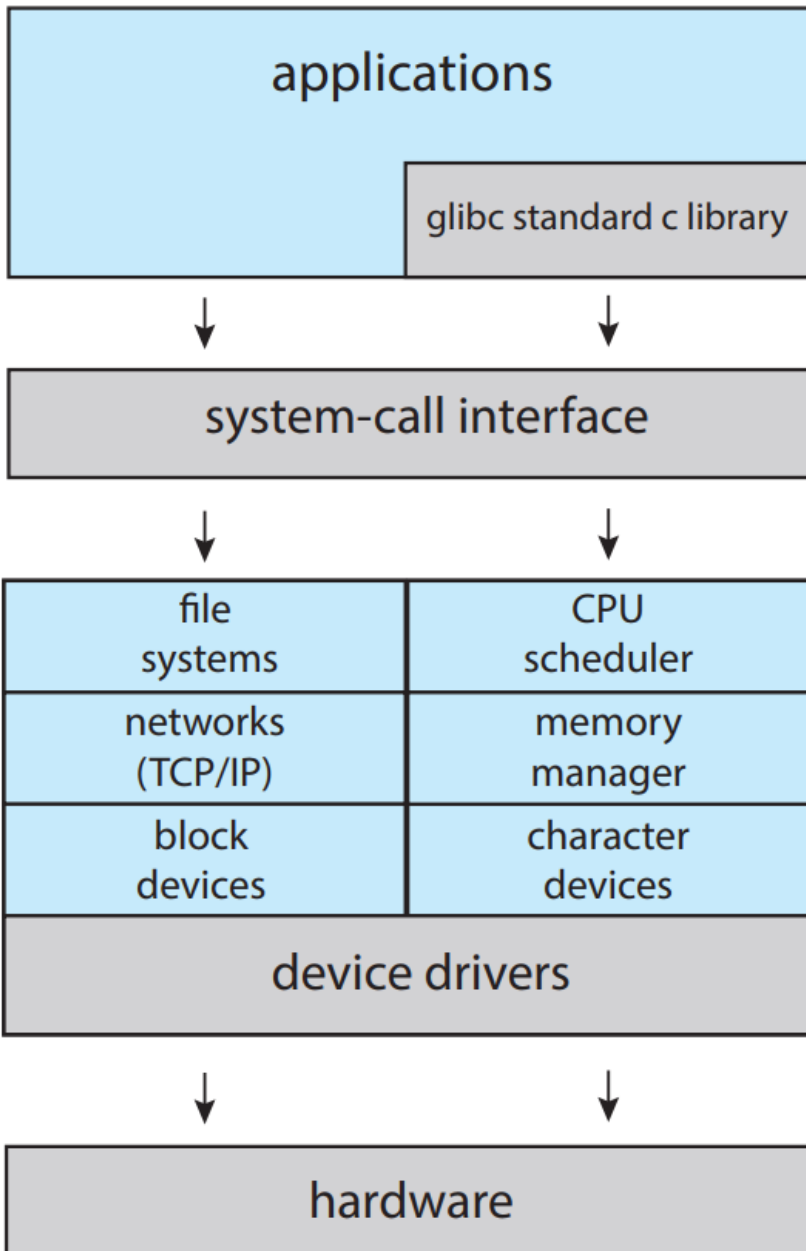 applications
glibc standard c library
system-call interface
file
systems
CPU
scheduler
networks
(TCP/IP)
memory
manager
block
devices
character
devices
device drivers
hardware